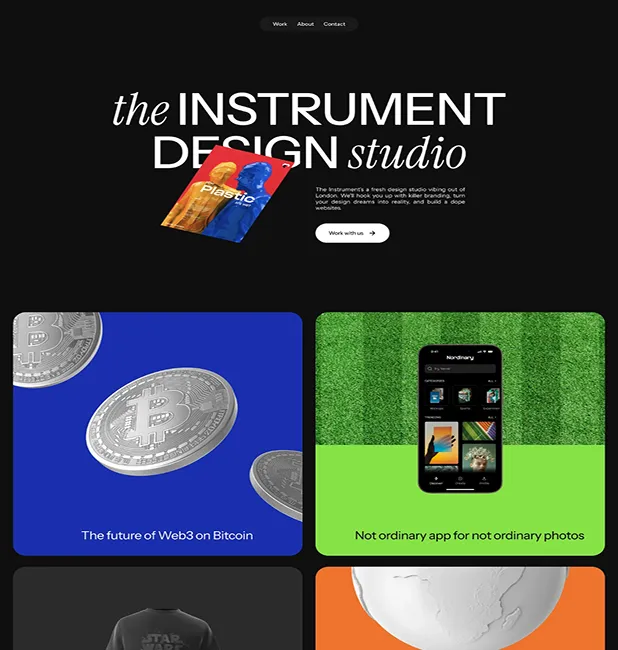 Work About Contact
the INSTRUMENT
DESIGN studio
Plastic
The Instrument's a fresh design studio vibing out of
London. We'll hook you up with killer branding, turn
your design dreams into reality, and build a dope
websites.
Work with us
Nordinary
CATEGORIES
TRENDING
The future of Web3 on Bitcoin
Not ordinary app for not ordinary photos
STAR
WARS